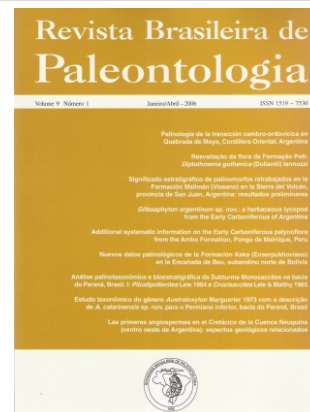 Revista Brasileira de
Paleontologia
Volume 9 Número 1 Janeiro/Abril – 2006 ISSN 1519 – 7530
Palinología de la transición cambro-ordovícica en
Quebrada de Moya, Cordillera Oriental, Argentina
Reavaliação da flora de Formação Poti:
Diplothmema gothanica (Dolianiti) Iannuzzi
Significado estratigráfico de palinomorfos retrabajados en la
Formación Malimán (Viseano) en la Sierra del Volcán,
provincia de San Juan, Argentina: resultados preliminares
Gilboaphyton argentinum sp. nov.: a herbaceous lycopod
from the Early Carboniferous of Argentina
Additional systematic information on the Early Carboniferous palynoflora
from the Ambo Formation, Pongo de Mainique, Peru
Nuevos datos palinológicos de la Formación Kaka (Eoserpukhoviano)
en la Encañada de Beu, subandino norte de Bolivia
Análise palinotaxonômica e bioestratigráfica da Subturma Monosaccites na bacia
do Paraná, Brasil. I: Plicatipollenites Lele 1964 e Crucisaccites Lele & Maithy 1965
Estudo taxonômico do gênero Australoxylon Marguerier 1973 com a descrição
de A. catarinensis sp. nov. para o Permiano Inferior, bacia do Paraná, Brasil
Las primeras angiospermas en el Cretácico de la Cuenca Neuquina
(centro oeste de Argentina): aspectos geológicos relacionados